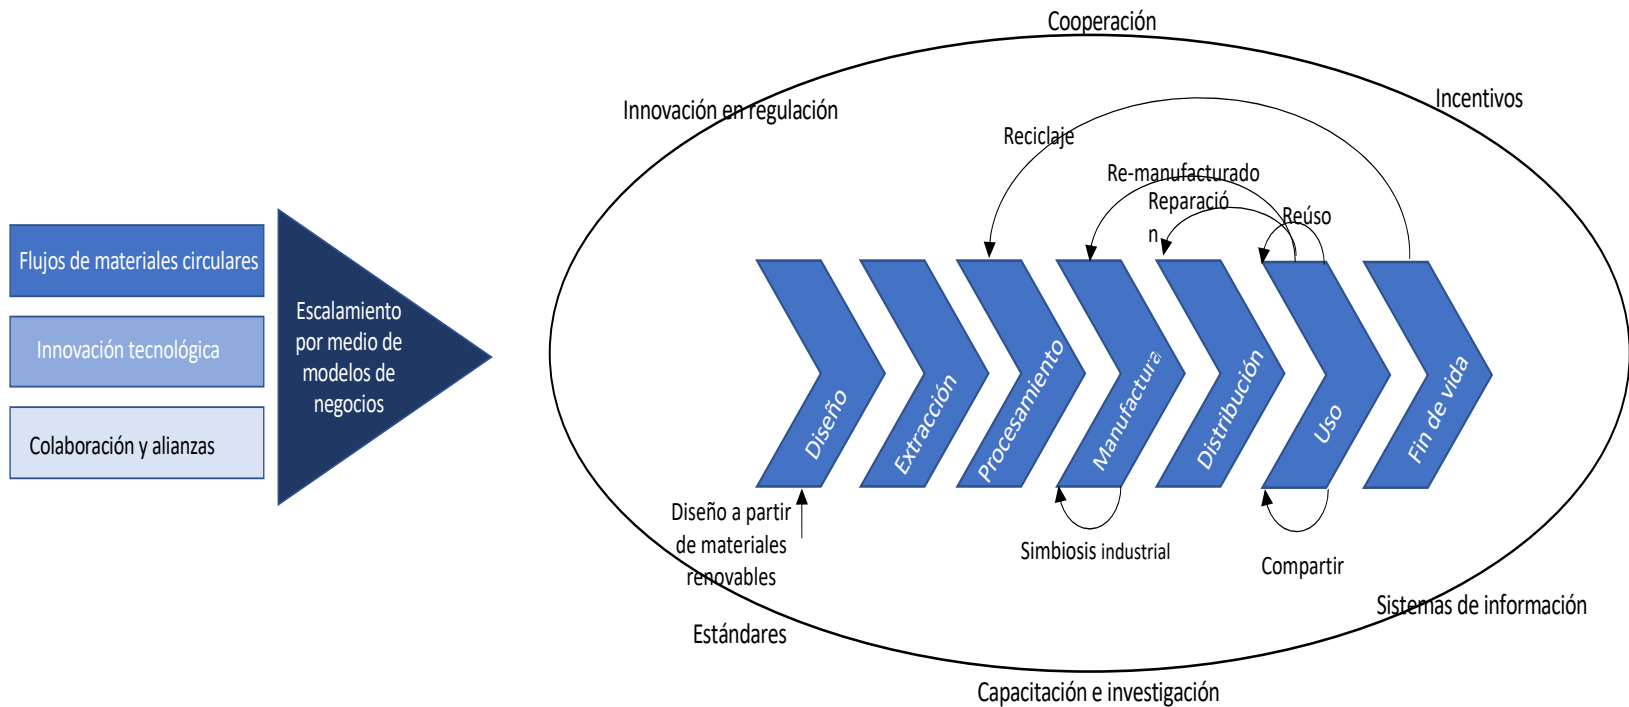 Cooperación
Incentivos
Innovación en regulación
Reciclaje
Re-manufacturado
Reparació
n
Reúso
Flujos de materiales circulares
Innovación tecnológica
Colaboración y alianzas
Escalamiento
por medio de
modelos de
negocios
Diseño
Extracción
Procesamiento
Manufactura
Distribución
Uso
Fin de vida
Diseño a partir
de materiales
renovables
Simbiosis industrial
Compartir
Sistemas de información
Estándares
Capacitación e investigación